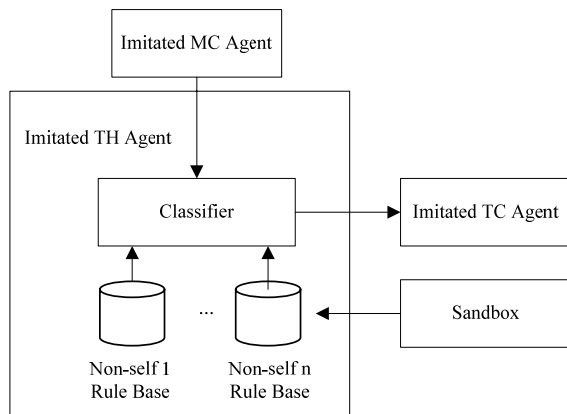 Imitated MC Agent
Imitated TH Agent
Classifier
Imitated TC Agent
...
Sandbox
Non-self 1
Rule Base
Non-self n
Rule Base